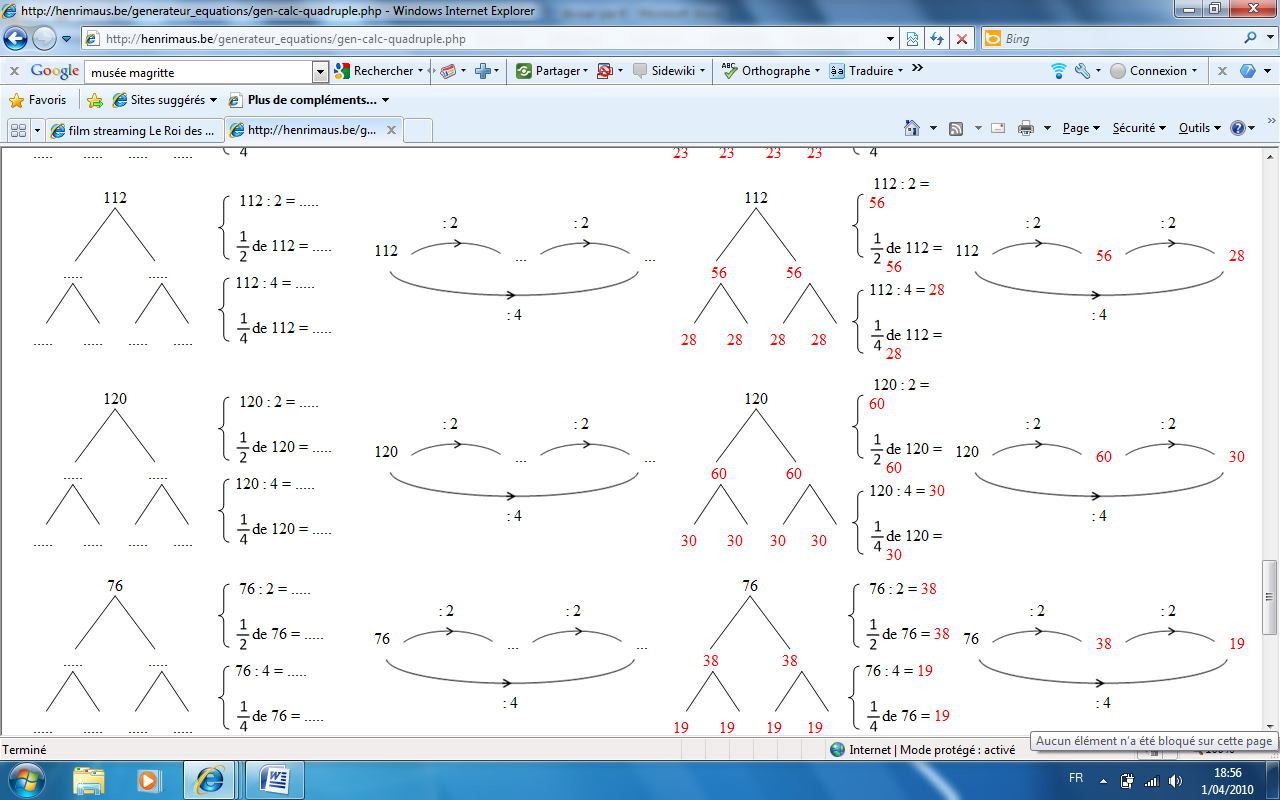 http://henrimaus.be/generateur_equations/gen-calc-quadruple.php - Windows Internet Explorer
http://henrimaus.be/generateur_equations/gen-calc-quadruple.php
Bing
x Google musée magritte Rechercher Partager Sidewiki Orthographe Traduire » Connexion x
Favoris Sites suggérés Plus de compléments...
film streaming Le Roi des ... http://henrimaus.be/g... x Page Sécurité Outils »
..... ..... ..... ..... 4 23 23 23 23 4
112 112 : 2 = ..... 112 112 : 2 =
56
: 2 : 2 : 2 : 2
1/2 de 112 = ..... 112 ... ... 1/2 de 112 = 112 56 28
56
..... ..... 56 56
112 : 4 = ..... 112 : 4 = 28
: 4 : 4
1/4 de 112 = ..... 1/4 de 112 =
..... ..... ..... ..... 28 28 28 28 28
120 120 : 2 = ..... 120 120 : 2 =
60
: 2 : 2 : 2 : 2
1/2 de 120 = ..... 120 ... ... 1/2 de 120 = 120 60 30
60
..... ..... 60 60
120 : 4 = ..... 120 : 4 = 30
: 4 : 4
1/4 de 120 = ..... 1/4 de 120 =
..... ..... ..... ..... 30 30 30 30 30
76 76 : 2 = ..... 76 76 : 2 = 38
: 2 : 2 : 2 : 2
1/2 de 76 = ..... 76 ... ... 1/2 de 76 = 38 76 38 19
..... ..... 38 38
76 : 4 = ..... 76 : 4 = 19
: 4 : 4
1/4 de 76 = ..... 1/4 de 76 = 19
..... ..... ..... ..... 19 19 19 19
Terminé Internet | Mode protégé : activé Aucun élément n'a été bloqué sur cette page
FR 18:56
1/04/2010